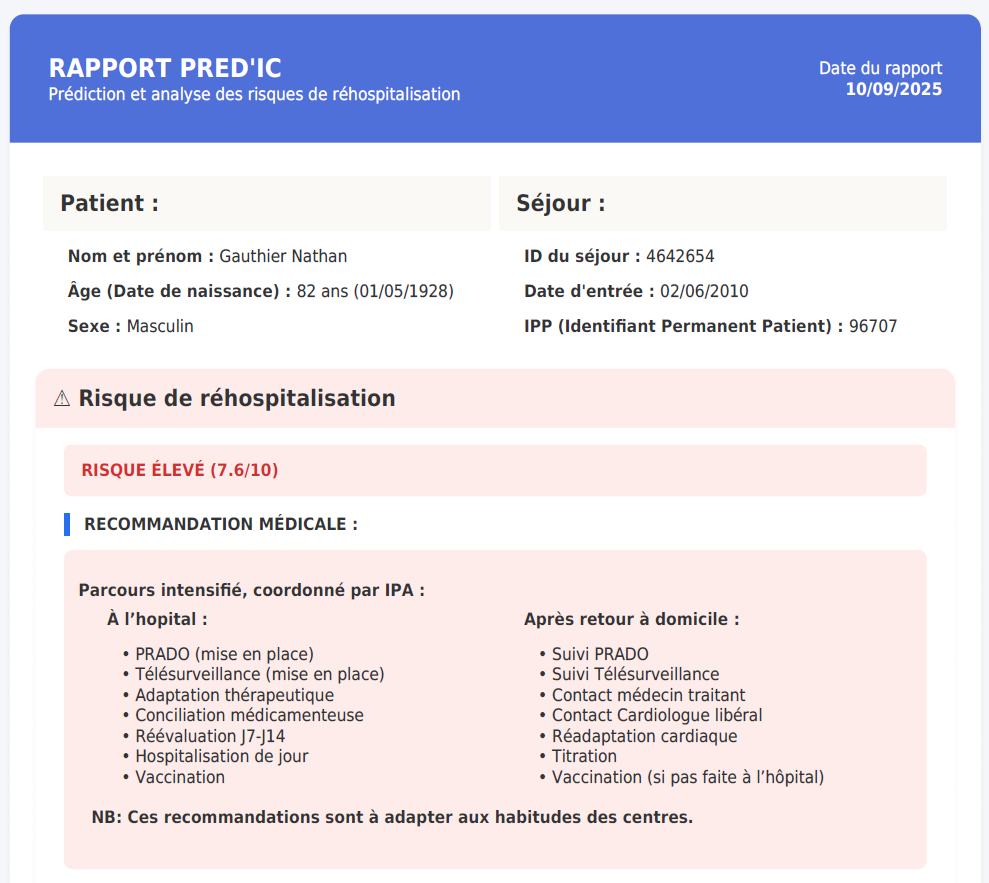 RAPPORT PRED'IC
Prédiction et analyse des risques de réhospitalisation
Date du rapport
10/09/2025
Patient :
Nom et prénom : Gauthier Nathan
Âge (Date de naissance) : 82 ans (01/05/1928)
Sexe : Masculin
Séjour :
ID du séjour : 4642654
Date d'entrée : 02/06/2010
IPP (Identifiant Permanent Patient) : 96707
⚠ Risque de réhospitalisation
RISQUE ÉLEVÉ (7.6/10)
RECOMMANDATION MÉDICALE :
Parcours intensifié, coordonné par IPA :
À l’hopital :
• PRADO (mise en place)
• Télésurveillance (mise en place)
• Adaptation thérapeutique
• Conciliation médicamenteuse
• Réévaluation J7-J14
• Hospitalisation de jour
• Vaccination
Après retour à domicile :
• Suivi PRADO
• Suivi Télésurveillance
• Contact médecin traitant
• Contact Cardiologue libéral
• Réadaptation cardiaque
• Titration
• Vaccination (si pas faite à l’hôpital)
NB: Ces recommandations sont à adapter aux habitudes des centres.